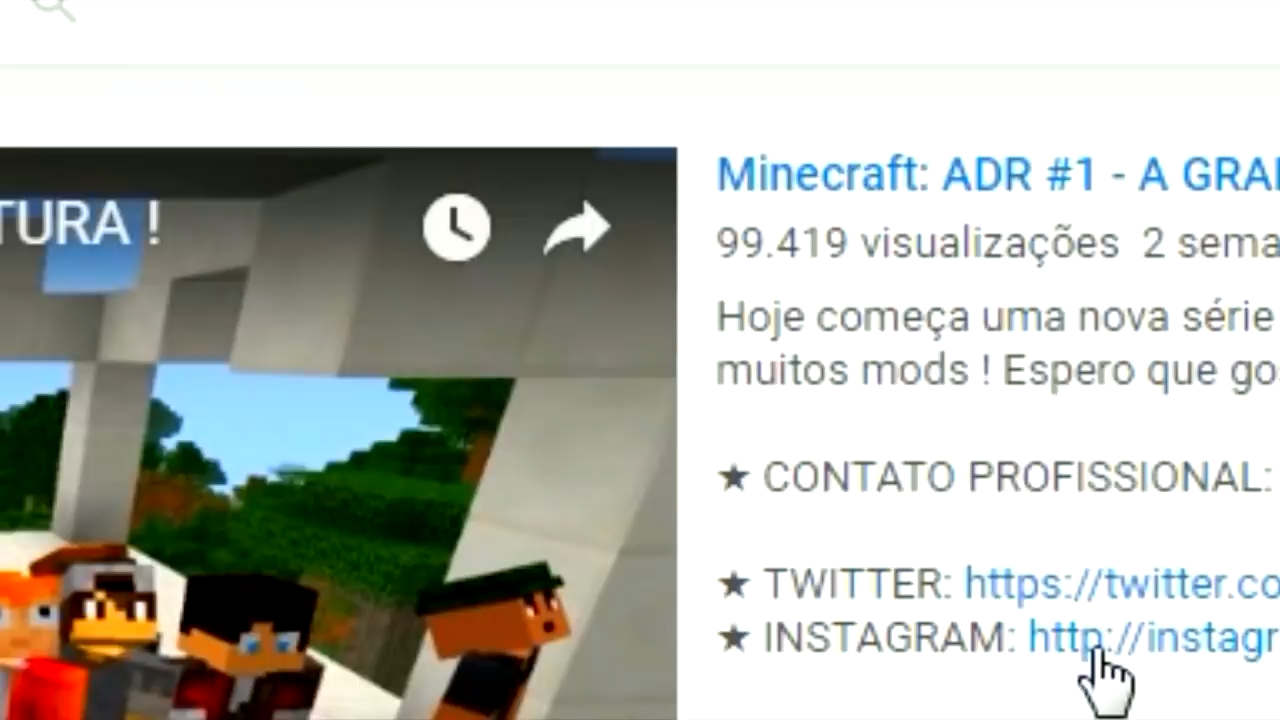 TURA !
Minecraft: ADR #1 - A GRA
99.419 visualizações 2 sema
Hoje começa uma nova série
muitos mods ! Espero que go
★ CONTATO PROFISSIONAL:
★ TWITTER: https://twitter.co
★ INSTAGRAM: http://instagr